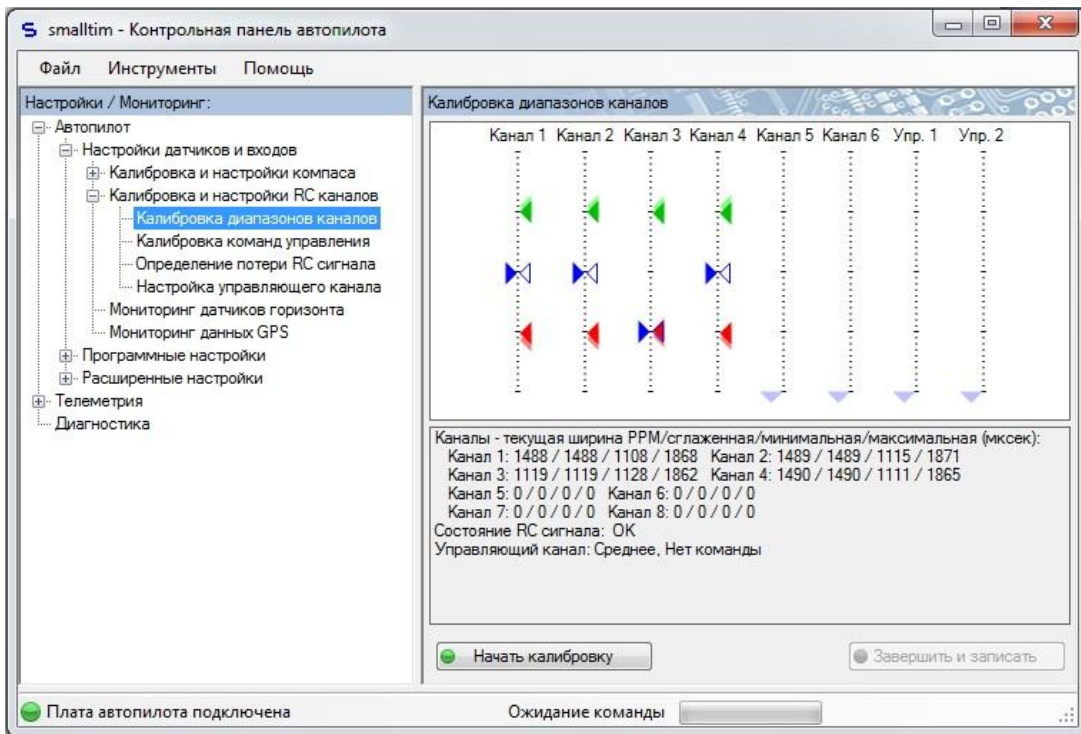 smalltim - Контрольная панель автопилота
Файл Инструменты Помощь
Настройки / Мониторинг:
Автопилот
Настройки датчиков и входов
Калибровка и настройки компаса
Калибровка и настройки RC каналов
Калибровка диапазонов каналов
Калибровка команд управления
Определение потери RC сигнала
Настройка управляющего канала
Мониторинг датчиков горизонта
Мониторинг данных GPS
Программные настройки
Расширенные настройки
Телеметрия
Диагностика
Калибровка диапазонов каналов
Канал 1 Канал 2 Канал 3 Канал 4 Канал 5 Канал 6 Упр. 1 Упр. 2
Каналы - текущая ширина PPM/сглаженная/минимальная/максимальная (мксек):
Канал 1: 1488 / 1488 / 1108 / 1868 Канал 2: 1489 / 1489 / 1115 / 1871
Канал 3: 1119 / 1119 / 1128 / 1862 Канал 4: 1490 / 1490 / 1111 / 1865
Канал 5: 0 / 0 / 0 / 0 Канал 6: 0 / 0 / 0 / 0
Канал 7: 0 / 0 / 0 / 0 Канал 8: 0 / 0 / 0 / 0
Состояние RC сигнала: OK
Управляющий канал: Среднее, Нет команды
Начать калибровку
Завершить и записать
Плата автопилота подключена
Ожидание команды